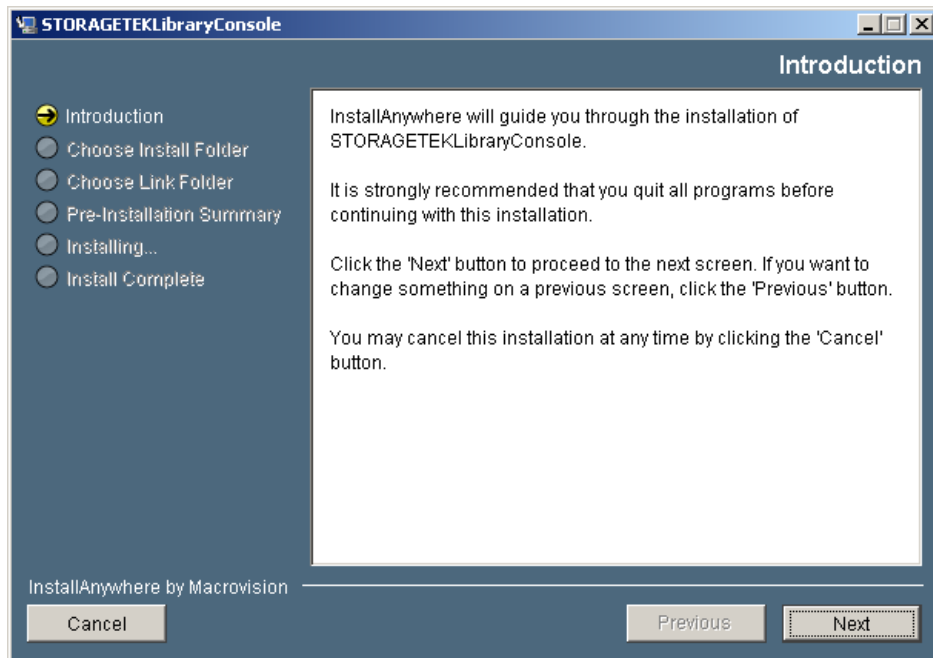 STORAGETEKLibraryConsole
Introduction
Introduction
Choose Install Folder
Choose Link Folder
Pre-Installation Summary
Installing...
Install Complete
InstallAnywhere will guide you through the installation of
STORAGETEKLibraryConsole.
It is strongly recommended that you quit all programs before
continuing with this installation.
Click the 'Next' button to proceed to the next screen. If you want to
change something on a previous screen, click the 'Previous' button.
You may cancel this installation at any time by clicking the 'Cancel'
button.
InstallAnywhere by Macrovision
Cancel
Previous
Next